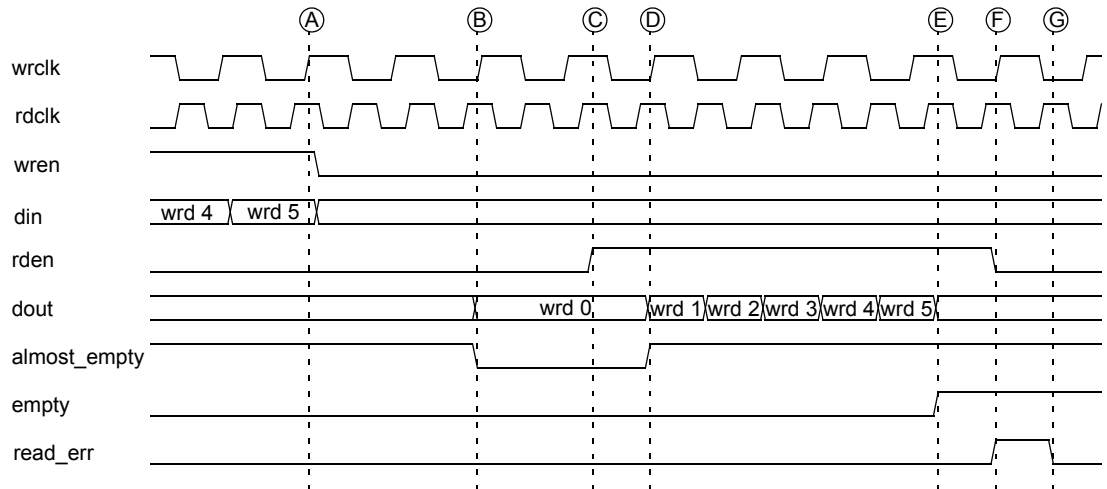 A B C D E F G
wrclk
rdclk
wren
din wrd 4 wrd 5
rden
dout wrd 0 wrd 1 wrd 2 wrd 3 wrd 4 wrd 5
almost_empty
empty
read_err